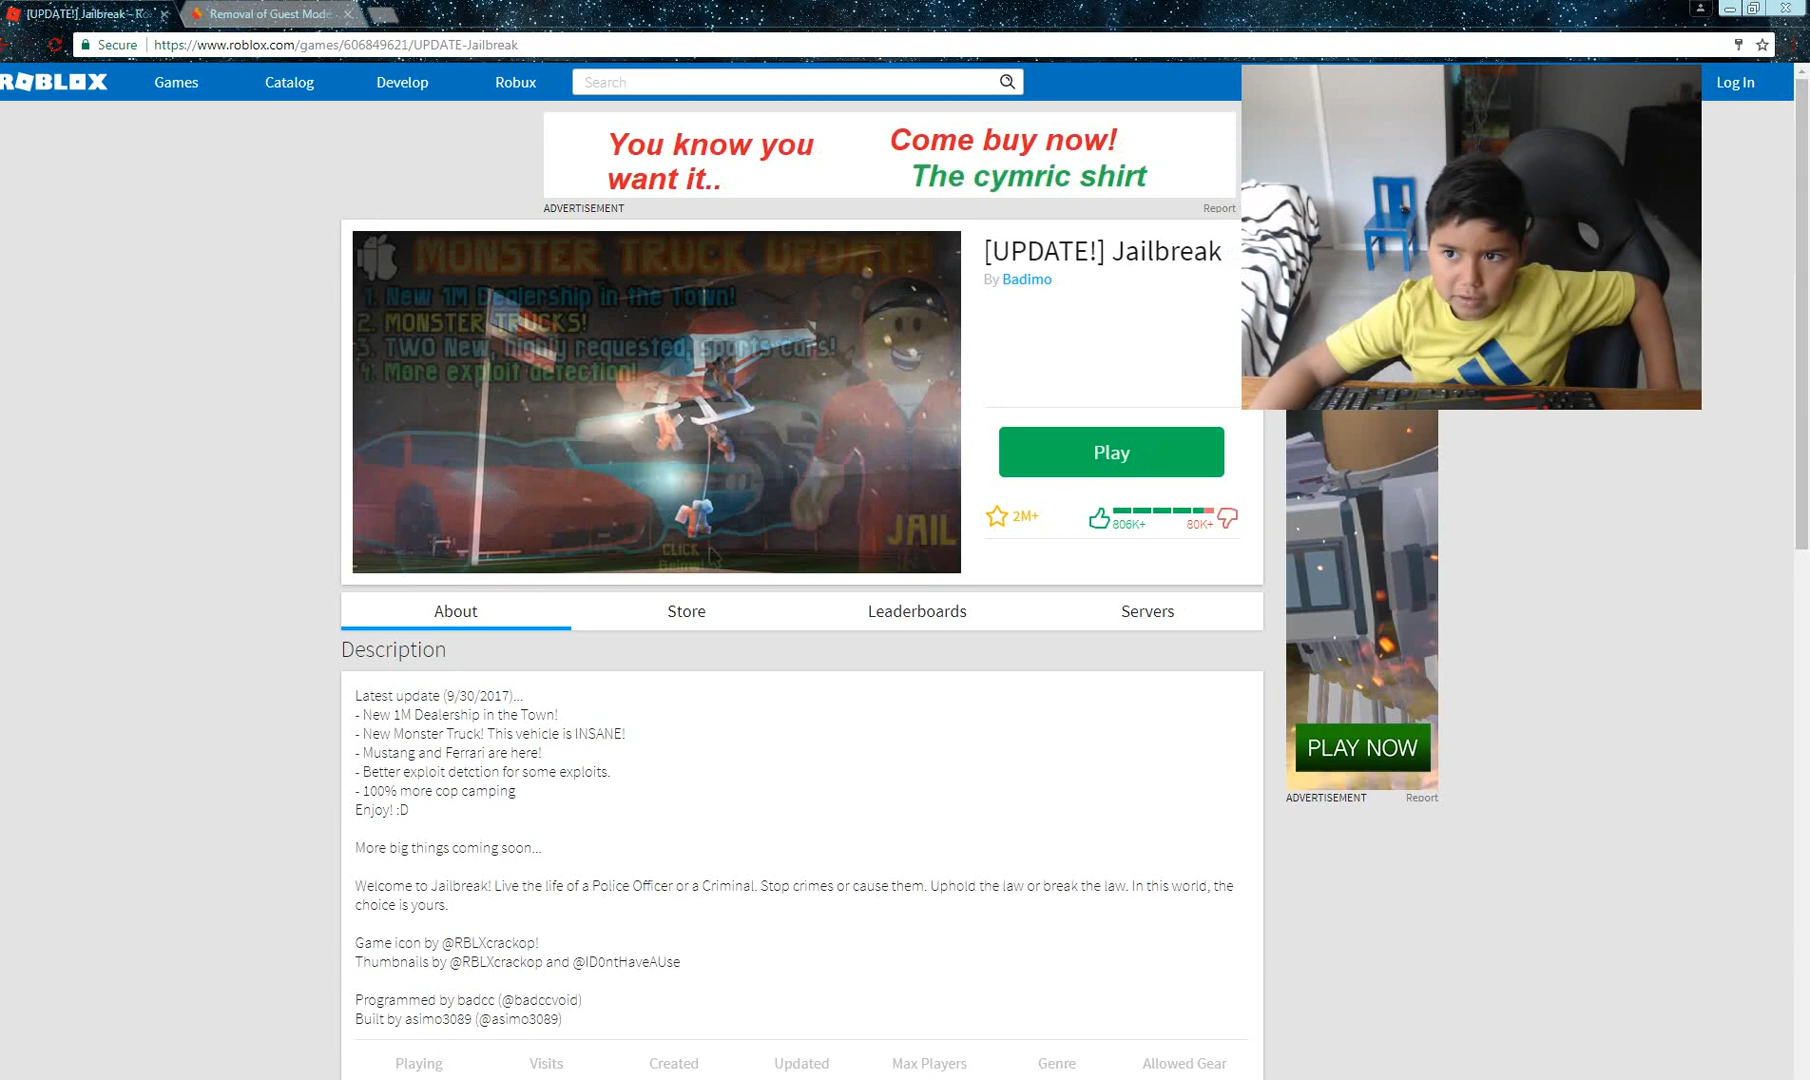 [UPDATE!] Jailbreak - Ro
Removal of Guest Mode
Secure
https://www.roblox.com/games/606849621/UPDATE-Jailbreak
ROBLOX
Games
Catalog
Develop
Robux
Search
Log In
You know you
want it..
Come buy now!
The cymric shirt
ADVERTISEMENT
Report
MONSTER TRUCK UPDATE!
1. New 1M Dealership in the Town!
2. MONSTER TRUCKS!
3. TWO New, highly requested, sports cars!
4. More exploit detection!
JAIL
CLICK
Below!
[UPDATE!] Jailbreak
By Badimo
Play
2M+
806K+
80K+
About
Store
Leaderboards
Servers
Description
Latest update (9/30/2017)...
- New 1M Dealership in the Town!
- New Monster Truck! This vehicle is INSANE!
- Mustang and Ferrari are here!
- Better exploit detction for some exploits.
- 100% more cop camping
Enjoy! :D
More big things coming soon...
Welcome to Jailbreak! Live the life of a Police Officer or a Criminal. Stop crimes or cause them. Uphold the law or break the law. In this world, the
choice is yours.
Game icon by @RBLXcrackop!
Thumbnails by @RBLXcrackop and @ID0ntHaveAUse
Programmed by badcc (@badccvoid)
Built by asimo3089 (@asimo3089)
Playing
Visits
Created
Updated
Max Players
Genre
Allowed Gear
PLAY NOW
ADVERTISEMENT
Report